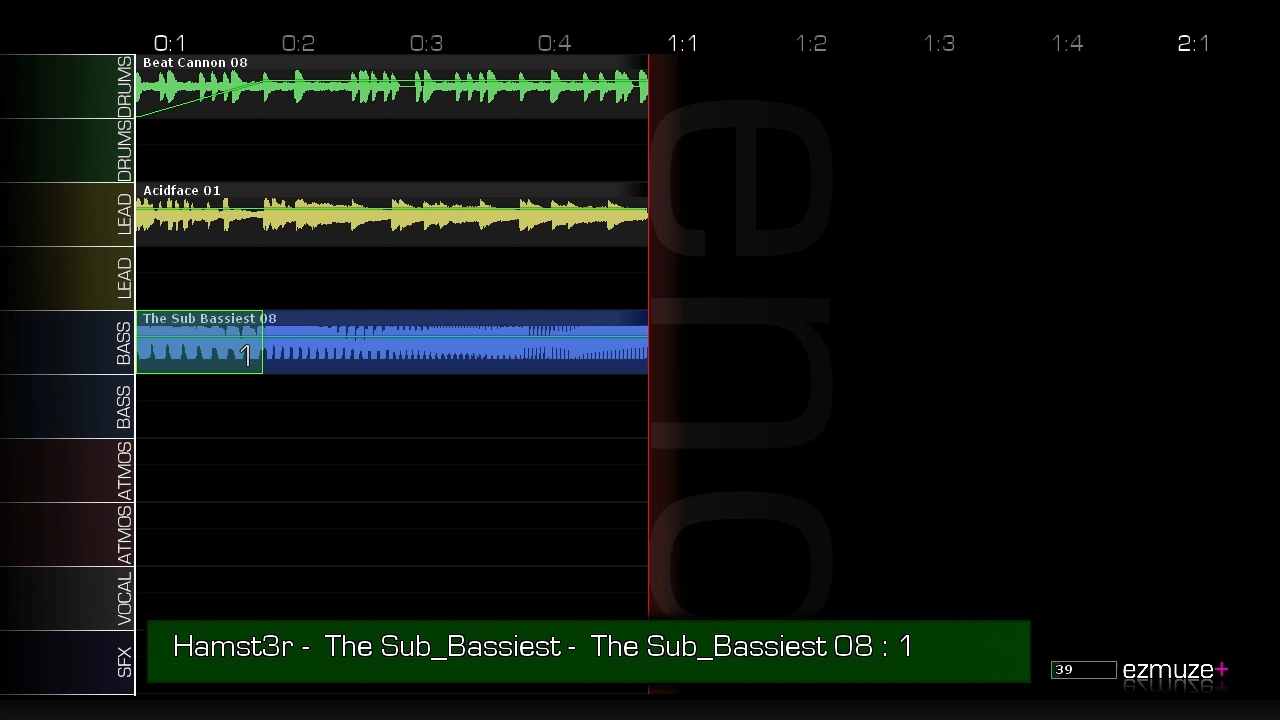 0:1 0:2 0:3 0:4 1:1 1:2 1:3 1:4 2:1
DRUMS
Beat Cannon 08
DRUMS
LEAD
Acidface 01
LEAD
BASS
The Sub Bassiest 08
1
BASS
ATMOS
ATMOS
VOCAL
SFX
eno
Hamst3r - The Sub_Bassiest - The Sub_Bassiest 08 : 1
39
ezmuze+